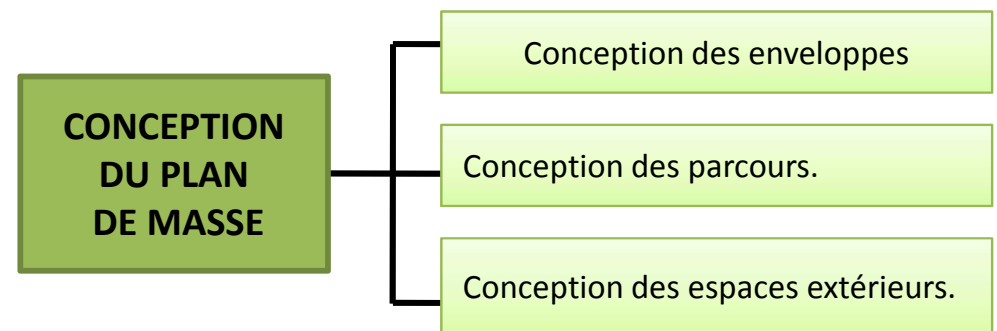 CONCEPTION
DU PLAN
DE MASSE
Conception des enveloppes
Conception des parcours.
Conception des espaces extérieurs.